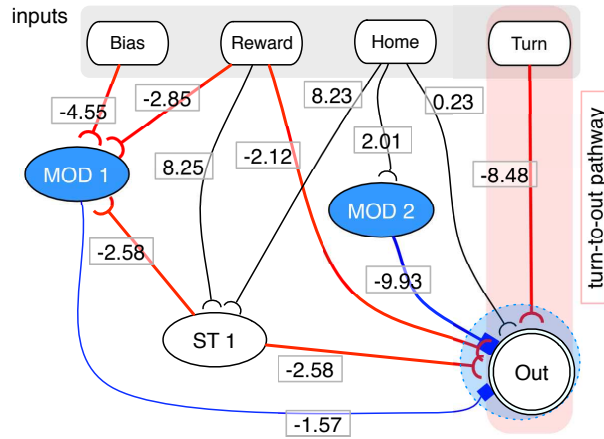 inputs
Bias
Reward
Home
Turn
-4.55
-2.85
8.23
0.23
8.25
-2.12
2.01
-8.48
MOD 1
MOD 2
turn-to-out pathway
-2.58
-9.93
ST 1
-2.58
Out
-1.57